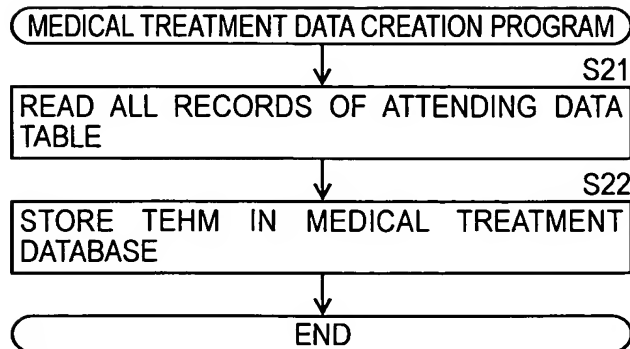 MEDICAL TREATMENT DATA CREATION PROGRAM
S21
READ ALL RECORDS OF ATTENDING DATA
TABLE
S22
STORE TEHM IN MEDICAL TREATMENT
DATABASE
END